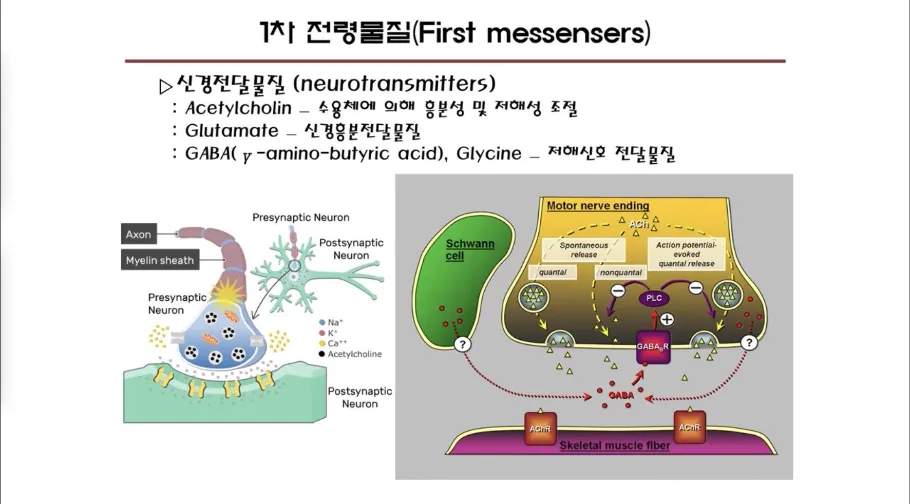 1차 전령물질(First messensers)
▷신경전달물질 (neurotransmitters)
: Acetylcholin – 수용체에 의해 흥분성 및 저해성 조절
: Glutamate – 신경흥분전달물질
: GABA(γ-amino-butyric acid), Glycine – 저해신호 전달물질
Axon
Myelin sheath
Presynaptic Neuron
Postsynaptic
Neuron
Presynaptic
Neuron
Na⁺
K⁺
Ca⁺⁺
Acetylcholine
Postsynaptic
Neuron
Motor nerve ending
ACh
Schwann
cell
Spontaneous
release
Action potential-
evoked
quantal release
quantal
nonquantal
−
PLC
−
+
?
GABA_BR
?
GABA
AChR
AChR
Skeletal muscle fiber